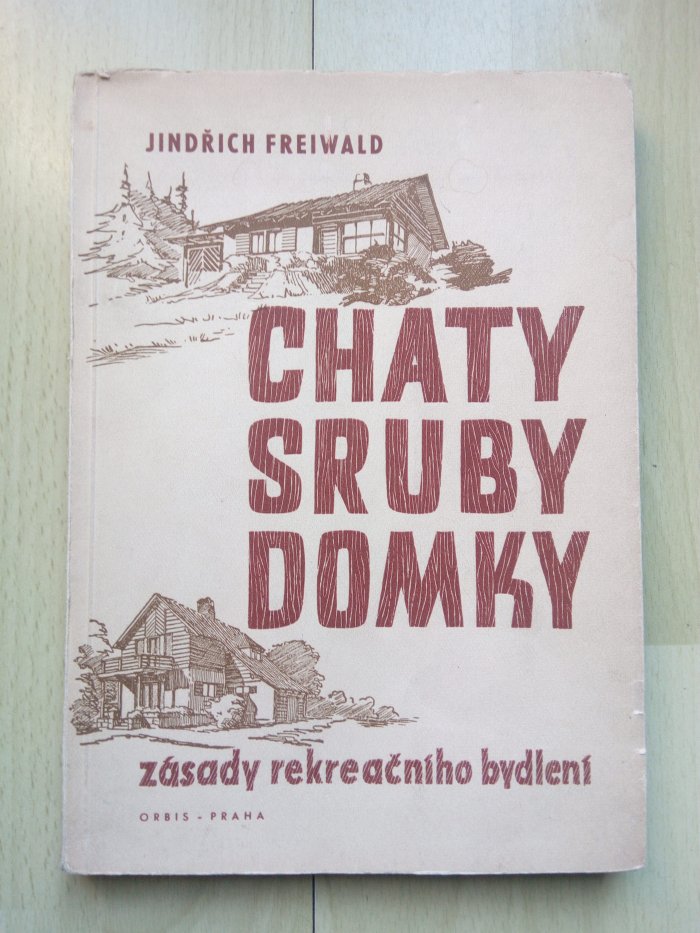 JINDŘICH FREIWALD
CHATY
SRUBY
DOMKY
zásady rekreačního bydlení
ORBIS - PRAHA